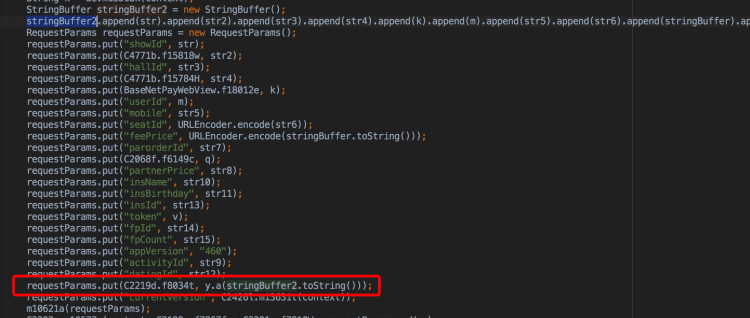 StringBuffer stringBuffer2 = new StringBuffer();
stringBuffer2.append(str).append(str2).append(str3).append(str4).append(k).append(m).append(str5).append(str6).append(stringBuffer).ap
RequestParams requestParams = new RequestParams();
requestParams.put("showId", str);
requestParams.put(C4771b.f15818w, str2);
requestParams.put("hallId", str3);
requestParams.put(C4771b.f15784H, str4);
requestParams.put(BaseNetPayWebView.f18012e, k);
requestParams.put("userId", m);
requestParams.put("mobile", str5);
requestParams.put("seatId", URLEncoder.encode(str6));
requestParams.put("feePrice", URLEncoder.encode(stringBuffer.toString()));
requestParams.put("parorderId", str7);
requestParams.put(C2068f.f6149c, q);
requestParams.put("partnerPrice", str8);
requestParams.put("insName", str10);
requestParams.put("insBirthday", str11);
requestParams.put("insId", str13);
requestParams.put("token", v);
requestParams.put("fpId", str14);
requestParams.put("fpCount", str15);
requestParams.put("appVersion", "460");
requestParams.put("activityId", str9);
requestParams.put("datingId", str12);
requestParams.put(C2219d.f8034t, y.a(stringBuffer2.toString()));
requestParams.put("currentVersion", C2426t.m13631t(context));
m10621a(requestParams);